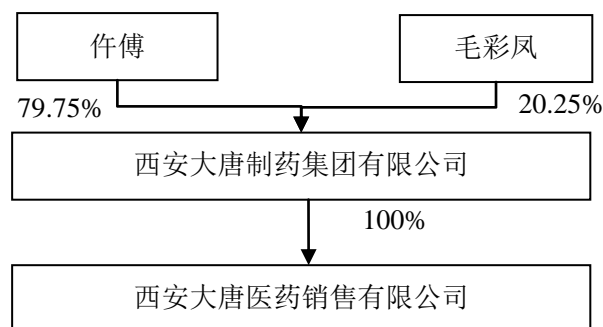 仵傅
毛彩凤
79.75%
20.25%
西安大唐制药集团有限公司
100%
西安大唐医药销售有限公司